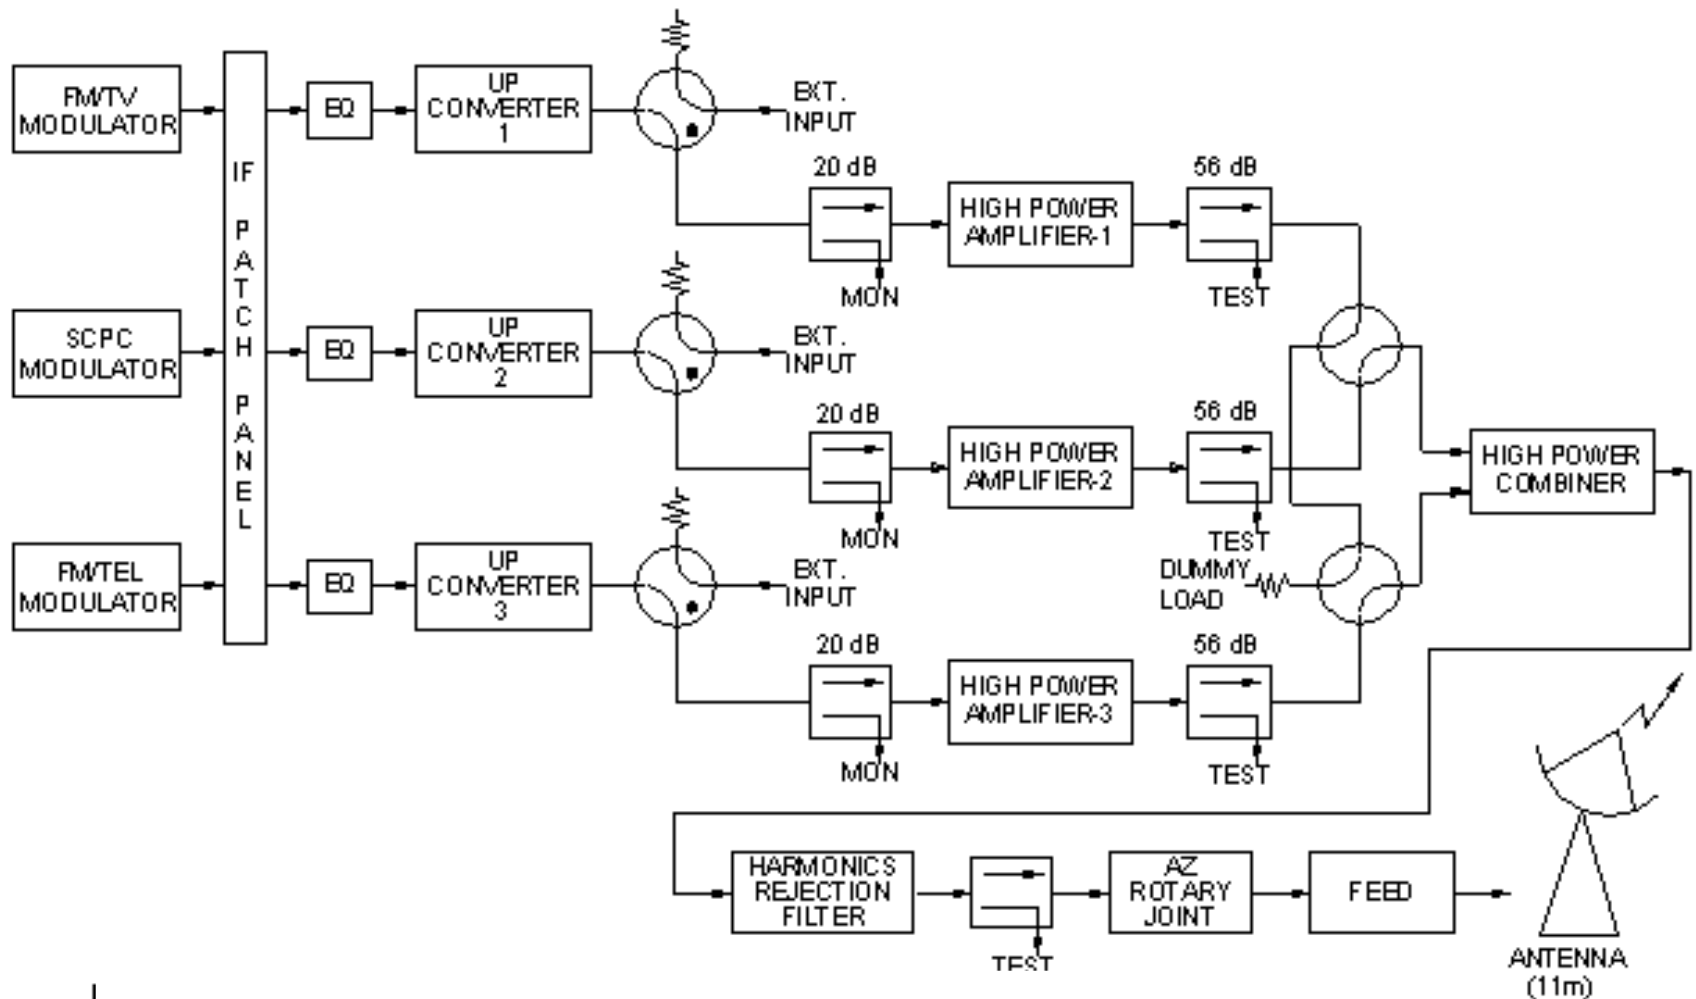 FM/TV
MODULATOR
IF PATCH PANEL
EQ
UP
CONVERTER
1
EXT.
INPUT
20 dB
MON
HIGH POWER
AMPLIFIER-1
56 dB
TEST
SCPC
MODULATOR
EQ
UP
CONVERTER
2
EXT.
INPUT
20 dB
MON
HIGH POWER
AMPLIFIER-2
56 dB
TEST
DUMMY
LOAD
HIGH POWER
COMBINER
FM/TEL
MODULATOR
EQ
UP
CONVERTER
3
EXT.
INPUT
20 dB
MON
HIGH POWER
AMPLIFIER-3
56 dB
TEST
HARMONICS
REJECTION
FILTER
TEST
AZ
ROTARY
JOINT
FEED
ANTENNA
(11m)